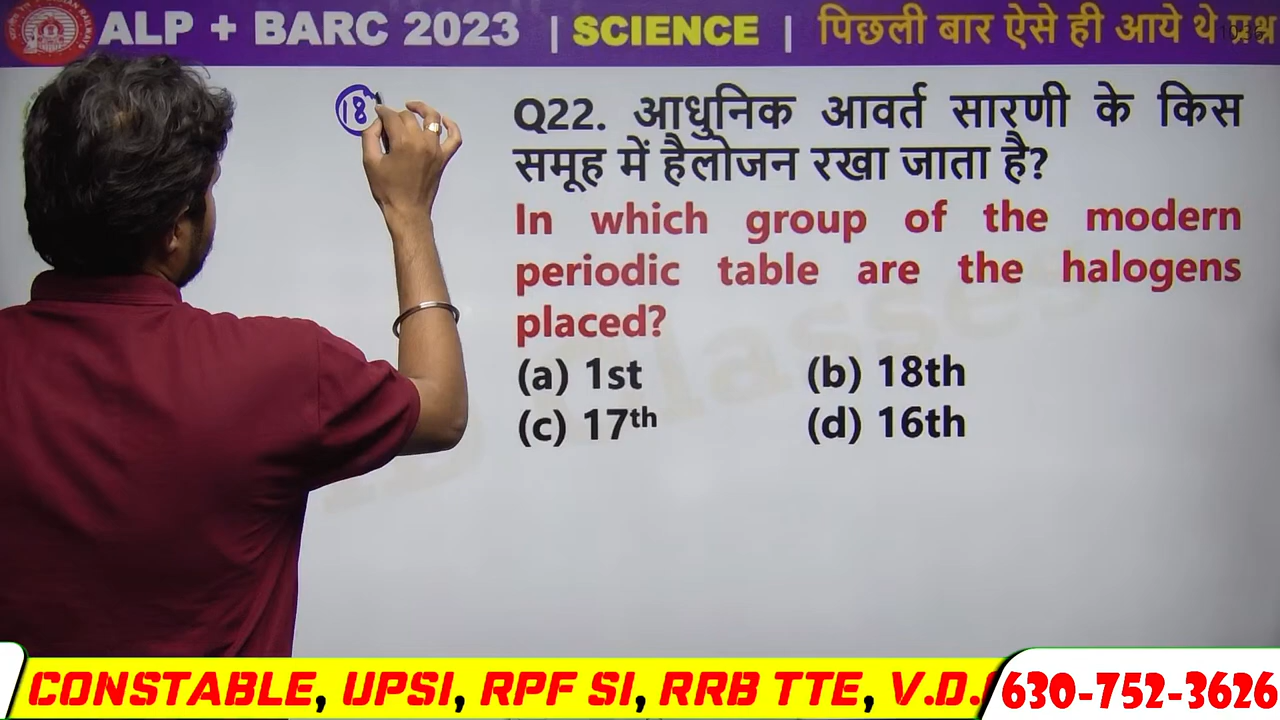 ALP + BARC 2023 | SCIENCE | पिछली बार ऐसे ही आये थे प्रश्न
18
Q22. आधुनिक आवर्त सारणी के किस
समूह में हैलोजन रखा जाता है?
In which group of the modern
periodic table are the halogens
placed?
(a) 1st (b) 18th
(c) 17th (d) 16th
CONSTABLE, UPSI, RPF SI, RRB TTE, V.D. 630-752-3626